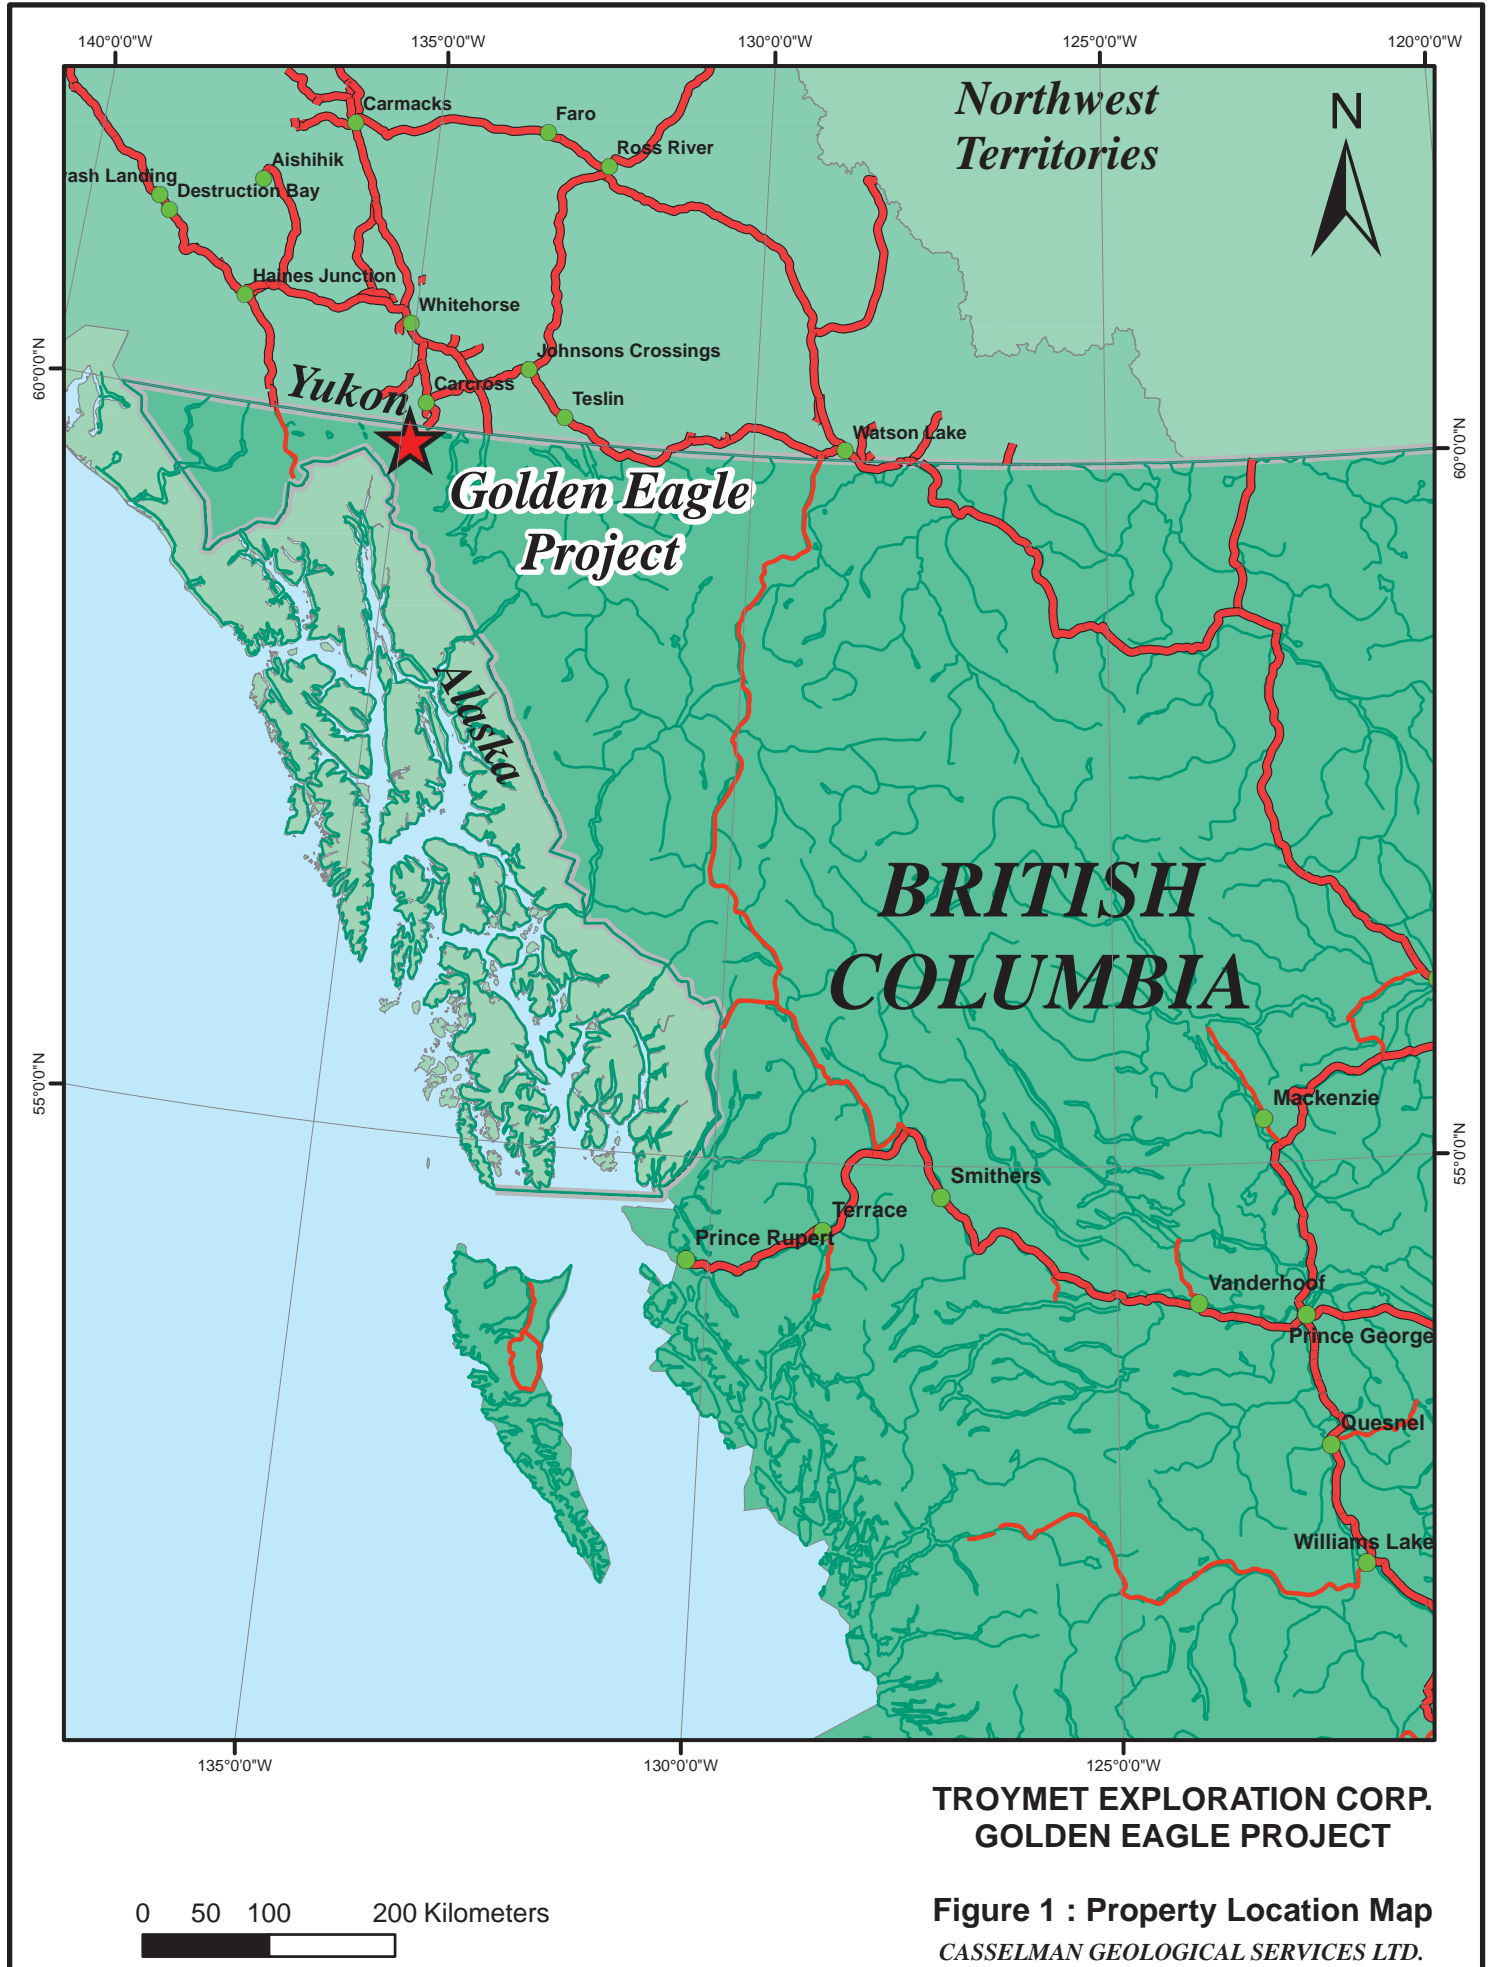 140°0'0"W
135°0'0"W
130°0'0"W
125°0'0"W
120°0'0"W
Northwest
Territories
N
Carmacks
Faro
Ross River
Aishihik
rash Landing
Destruction Bay
Haines Junction
Whitehorse
Johnsons Crossings
Yukon
Carcross
Teslin
Watson Lake
60°0'0"N
60°0'0"N
Golden Eagle
Project
Alaska
BRITISH
COLUMBIA
55°0'0"N
55°0'0"N
Mackenzie
Smithers
Terrace
Prince Rupert
Vanderhoof
Prince George
Quesnel
Williams Lake
135°0'0"W
130°0'0"W
125°0'0"W
TROYMET EXPLORATION CORP.
GOLDEN EAGLE PROJECT
0 50 100 200 Kilometers
Figure 1 : Property Location Map
CASSELMAN GEOLOGICAL SERVICES LTD.